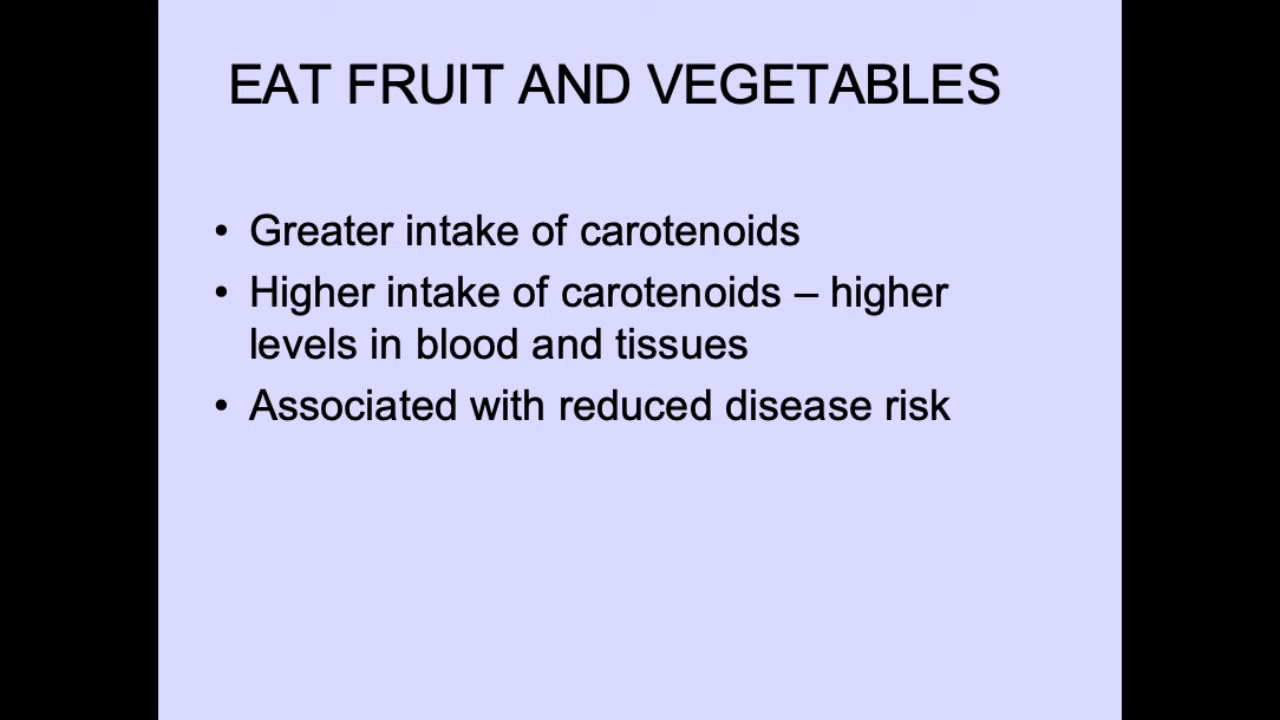 EAT FRUIT AND VEGETABLES
• Greater intake of carotenoids
• Higher intake of carotenoids – higher
levels in blood and tissues
• Associated with reduced disease risk